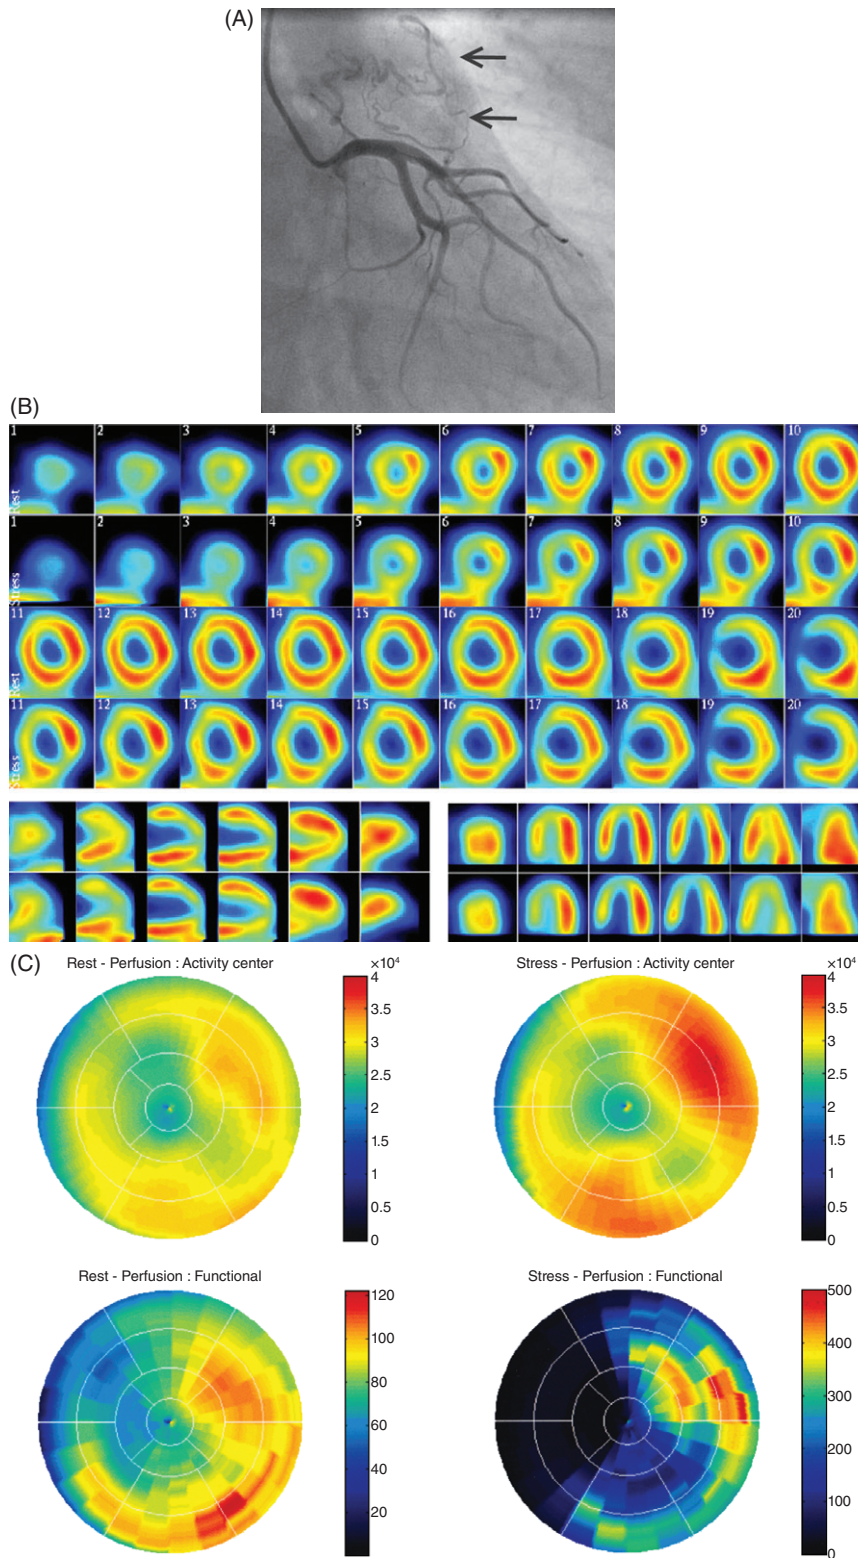 (A)
(B)
1 2 3 4 5 6 7 8 9 10
Rest
1 2 3 4 5 6 7 8 9 10
Stress
11 12 13 14 15 16 17 18 19 20
Rest
11 12 13 14 15 16 17 18 19 20
Stress
(C)
Rest - Perfusion : Activity center
×10⁴
4
3.5
3
2.5
2
1.5
1
0.5
0
Stress - Perfusion : Activity center
×10⁴
4
3.5
3
2.5
2
1.5
1
0.5
0
Rest - Perfusion : Functional
120
100
80
60
40
20
Stress - Perfusion : Functional
500
400
300
200
100
0